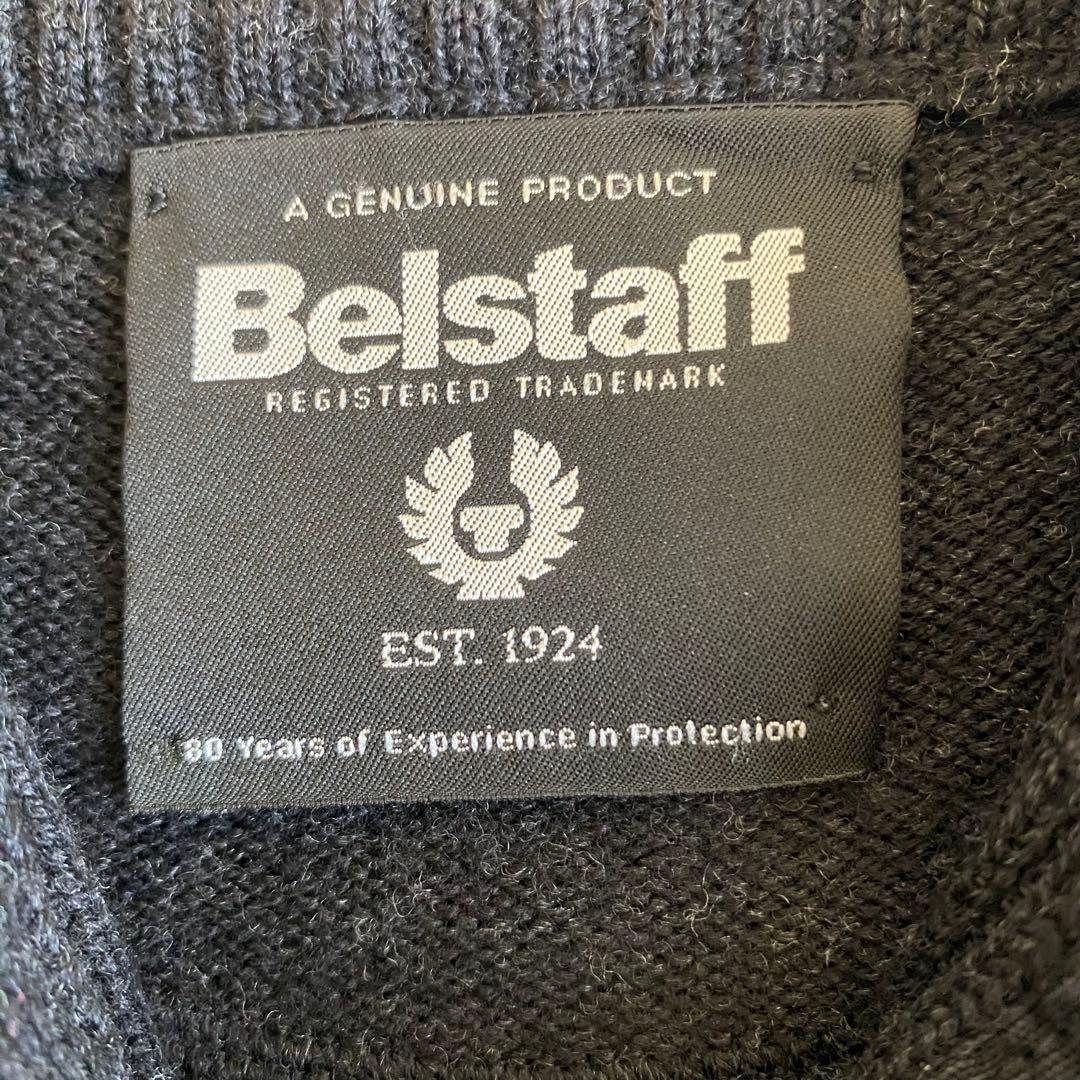 A GENUINE PRODUCT
Belstaff
REGISTERED TRADEMARK
EST. 1924
80 Years of Experience in Protection